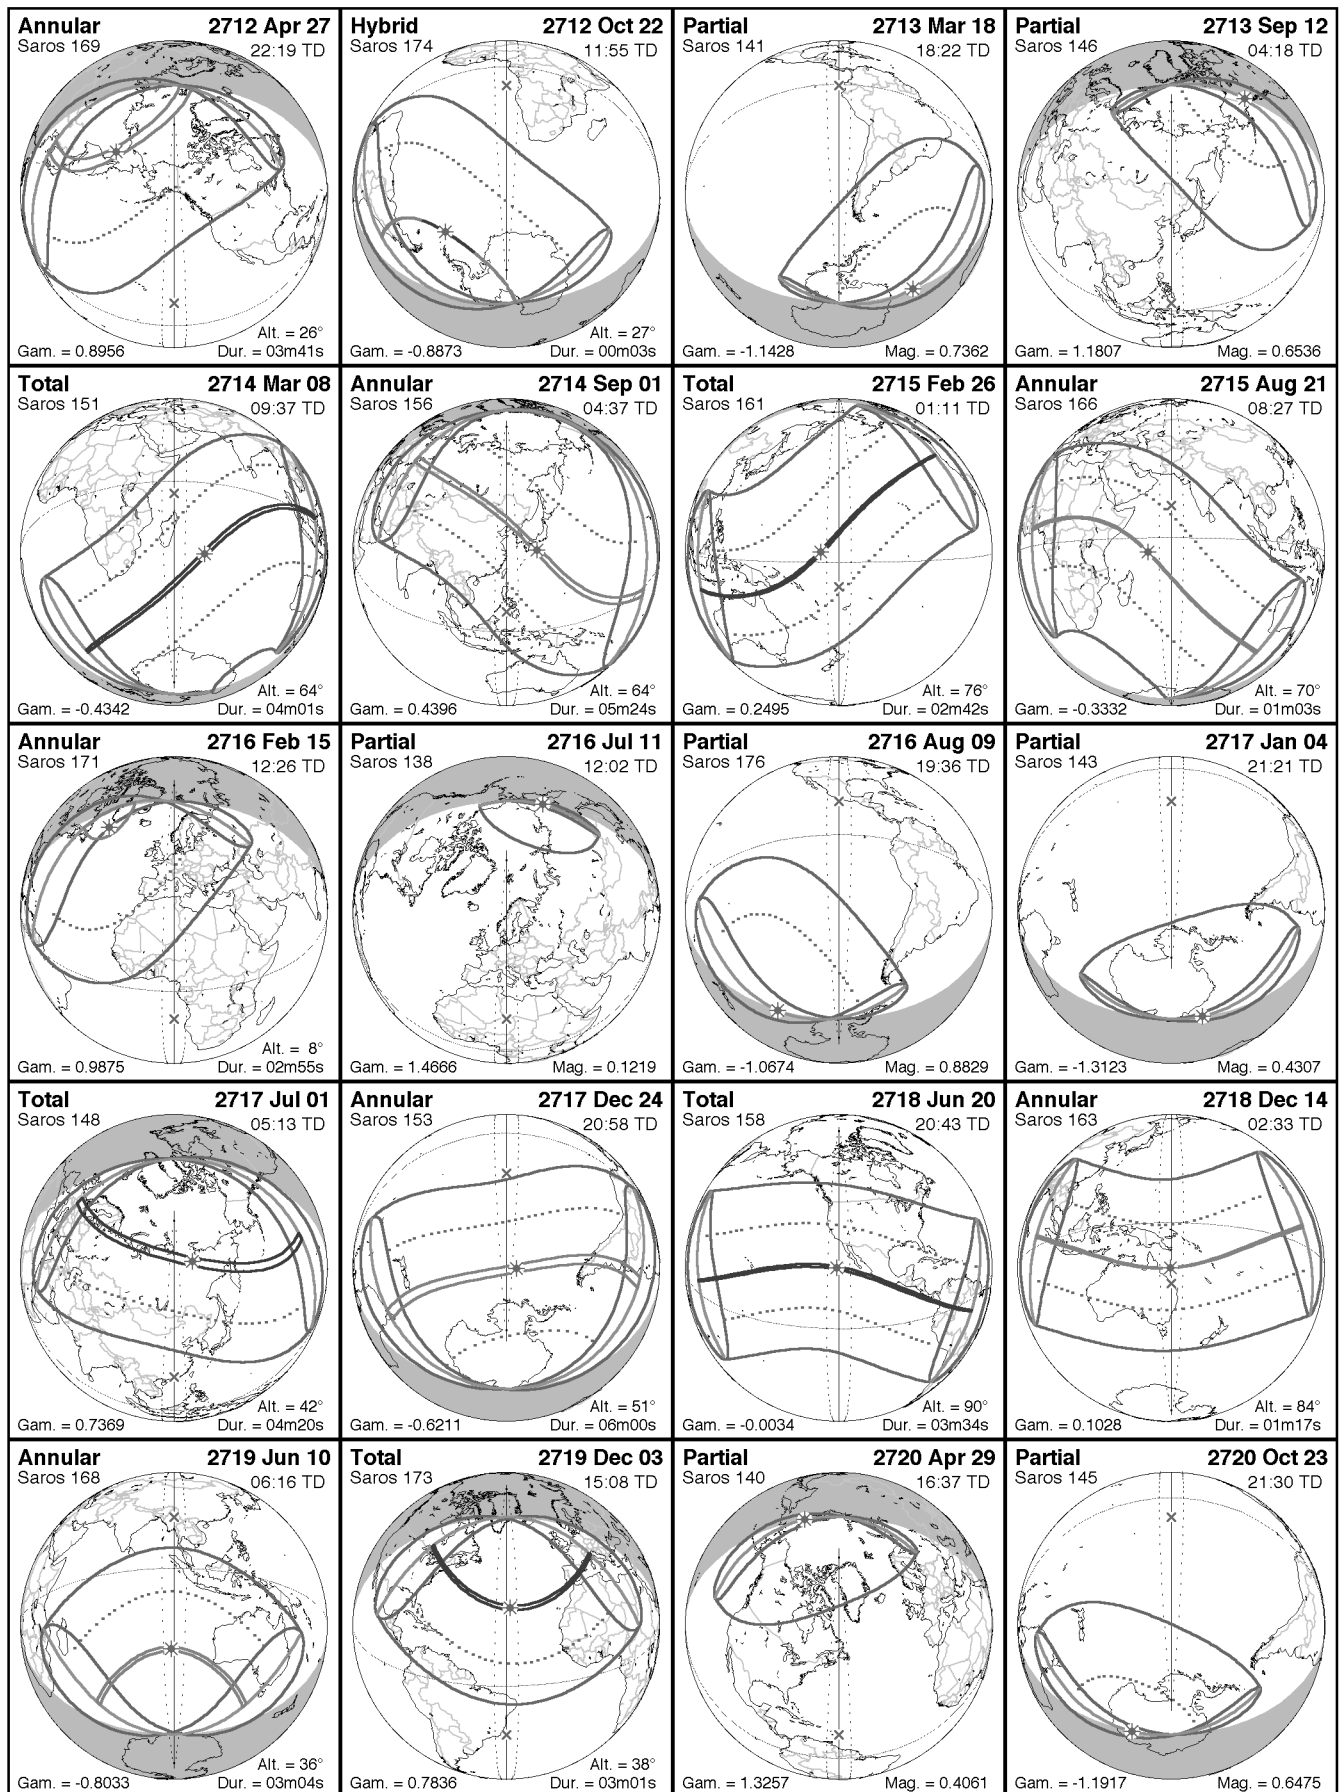 Annular 2712 Apr 27
Saros 169 22:19 TD
Alt. = 26°
Gam. = 0.8956 Dur. = 03m41s
Hybrid 2712 Oct 22
Saros 174 11:55 TD
Alt. = 27°
Gam. = -0.8873 Dur. = 00m03s
Partial 2713 Mar 18
Saros 141 18:22 TD
Gam. = -1.1428 Mag. = 0.7362
Partial 2713 Sep 12
Saros 146 04:18 TD
Gam. = 1.1807 Mag. = 0.6536
Total 2714 Mar 08
Saros 151 09:37 TD
Alt. = 64°
Gam. = -0.4342 Dur. = 04m01s
Annular 2714 Sep 01
Saros 156 04:37 TD
Alt. = 64°
Gam. = 0.4396 Dur. = 05m24s
Total 2715 Feb 26
Saros 161 01:11 TD
Alt. = 76°
Gam. = 0.2495 Dur. = 02m42s
Annular 2715 Aug 21
Saros 166 08:27 TD
Alt. = 70°
Gam. = -0.3332 Dur. = 01m03s
Annular 2716 Feb 15
Saros 171 12:26 TD
Alt. = 8°
Gam. = 0.9875 Dur. = 02m55s
Partial 2716 Jul 11
Saros 138 12:02 TD
Gam. = 1.4666 Mag. = 0.1219
Partial 2716 Aug 09
Saros 176 19:36 TD
Gam. = -1.0674 Mag. = 0.8829
Partial 2717 Jan 04
Saros 143 21:21 TD
Gam. = -1.3123 Mag. = 0.4307
Total 2717 Jul 01
Saros 148 05:13 TD
Alt. = 42°
Gam. = 0.7369 Dur. = 04m20s
Annular 2717 Dec 24
Saros 153 20:58 TD
Alt. = 51°
Gam. = -0.6211 Dur. = 06m00s
Total 2718 Jun 20
Saros 158 20:43 TD
Alt. = 90°
Gam. = -0.0034 Dur. = 03m34s
Annular 2718 Dec 14
Saros 163 02:33 TD
Alt. = 84°
Gam. = 0.1028 Dur. = 01m17s
Annular 2719 Jun 10
Saros 168 06:16 TD
Alt. = 36°
Gam. = -0.8033 Dur. = 03m04s
Total 2719 Dec 03
Saros 173 15:08 TD
Alt. = 38°
Gam. = 0.7836 Dur. = 03m01s
Partial 2720 Apr 29
Saros 140 16:37 TD
Gam. = 1.3257 Mag. = 0.4061
Partial 2720 Oct 23
Saros 145 21:30 TD
Gam. = -1.1917 Mag. = 0.6475